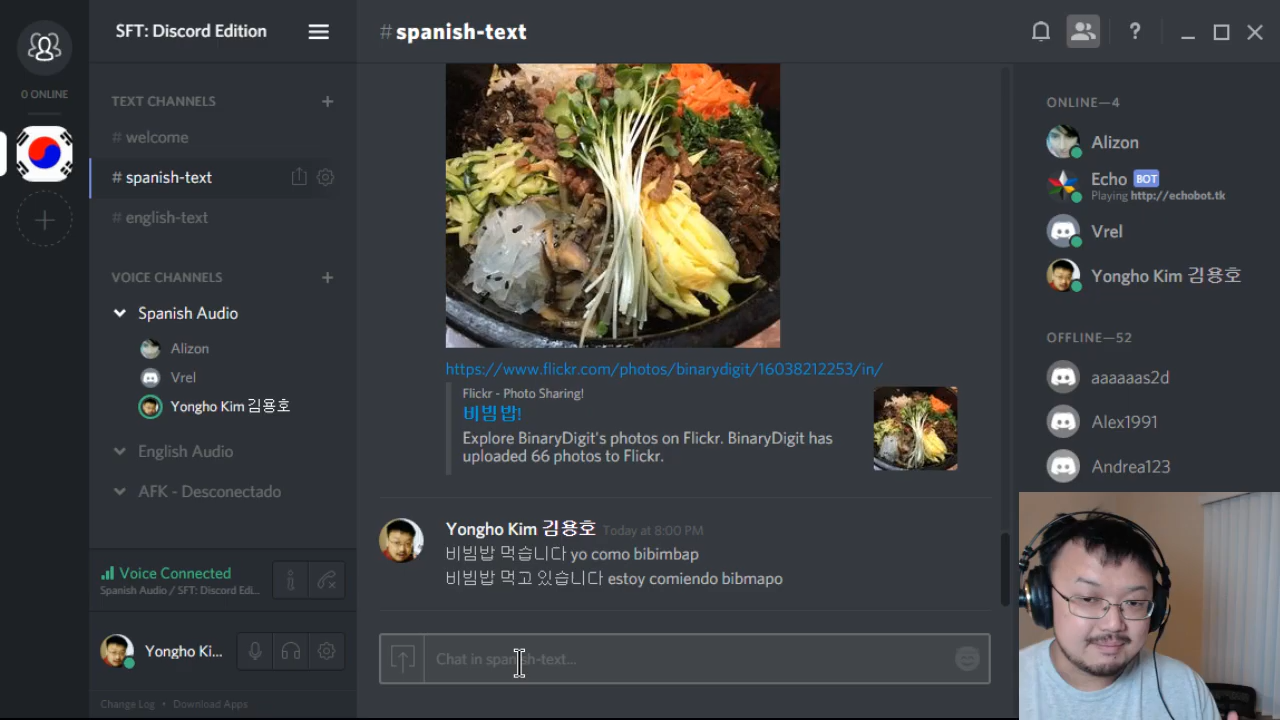 0 ONLINE
SFT: Discord Edition
TEXT CHANNELS
# welcome
# spanish-text
# english-text
VOICE CHANNELS
Spanish Audio
Alizon
Vrel
Yongho Kim 김용호
English Audio
AFK - Desconectado
Voice Connected
Spanish Audio / SFT: Discord Edi...
Yongho Ki...
Change Log • Download Apps
# spanish-text
https://www.flickr.com/photos/binarydigit/16038212253/in/
Flickr - Photo Sharing!
비빔밥!
Explore BinaryDigit's photos on Flickr. BinaryDigit has
uploaded 66 photos to Flickr.
Yongho Kim 김용호 Today at 8:00 PM
비빔밥 먹습니다 yo como bibimbap
비빔밥 먹고 있습니다 estoy comiendo bibmapo
Chat in spanish-text...
ONLINE—4
Alizon
Echo BOT
Playing http://echobot.tk
Vrel
Yongho Kim 김용호
OFFLINE—52
aaaaaas2d
Alex1991
Andrea123